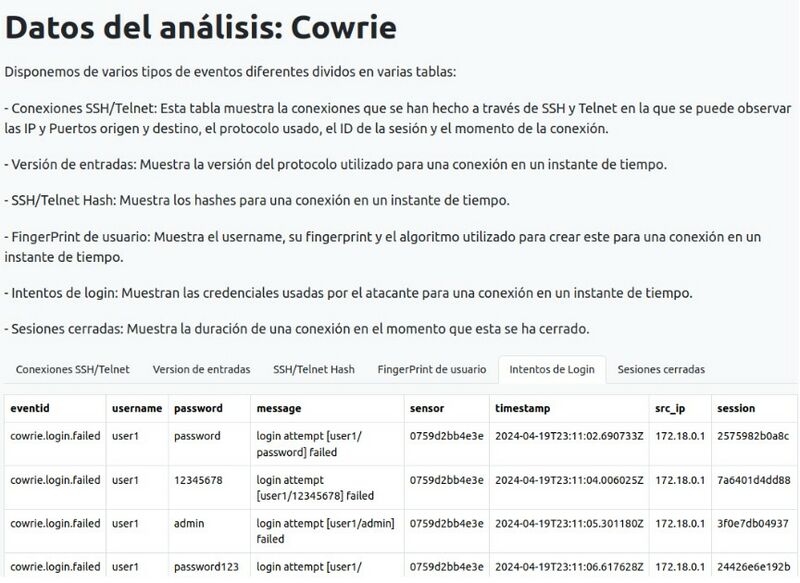 Datos del análisis: Cowrie
Disponemos de varios tipos de eventos diferentes dividos en varias tablas:
- Conexiones SSH/Telnet: Esta tabla muestra la conexiones que se han hecho a través de SSH y Telnet en la que se puede observar
las IP y Puertos origen y destino, el protocolo usado, el ID de la sesión y el momento de la conexión.
- Versión de entradas: Muestra la versión del protocolo utilizado para una conexión en un instante de tiempo.
- SSH/Telnet Hash: Muestra los hashes para una conexión en un instante de tiempo.
- FingerPrint de usuario: Muestra el username, su fingerprint y el algoritmo utilizado para crear este para una conexión en un
instante de tiempo.
- Intentos de login: Muestran las credenciales usadas por el atacante para una conexión en un instante de tiempo.
- Sesiones cerradas: Muestra la duración de una conexión en el momento que esta se ha cerrado.
Conexiones SSH/Telnet Version de entradas SSH/Telnet Hash FingerPrint de usuario Intentos de Login Sesiones cerradas
eventid username password message sensor timestamp src_ip session
cowrie.login.failed user1 password login attempt [user1/ 0759d2bb4e3e 2024-04-19T23:11:02.690733Z 172.18.0.1 2575982b0a8c
password] failed
cowrie.login.failed user1 12345678 login attempt 0759d2bb4e3e 2024-04-19T23:11:04.006025Z 172.18.0.1 7a6401d4dd88
[user1/12345678] failed
cowrie.login.failed user1 admin login attempt [user1/admin] 0759d2bb4e3e 2024-04-19T23:11:05.301180Z 172.18.0.1 3f0e7db04937
failed
cowrie.login.failed user1 password123 login attempt [user1/ 0759d2bb4e3e 2024-04-19T23:11:06.617628Z 172.18.0.1 24426e6e192b